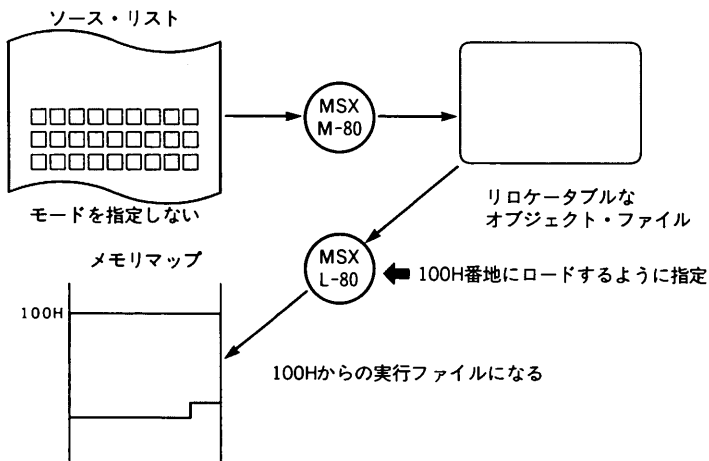 ソース・リスト
MSX
M-80
モードを指定しない
リロケータブルな
オブジェクト・ファイル
メモリマップ
MSX
L-80
100H番地にロードするように指定
100H
100Hからの実行ファイルになる